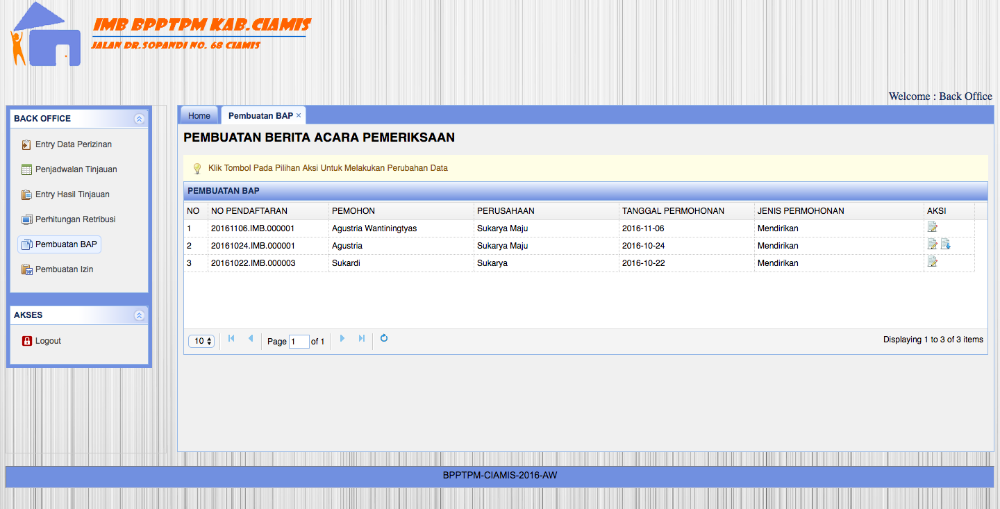 IMB BPPTPM KAB.CIAMIS
JALAN DR.SOPANDI NO. 68 CIAMIS
Welcome : Back Office
BACK OFFICE
Entry Data Perizinan
Penjadwalan Tinjauan
Entry Hasil Tinjauan
Perhitungan Retribusi
Pembuatan BAP
Pembuatan Izin
AKSES
Logout
Home Pembuatan BAP ×
PEMBUATAN BERITA ACARA PEMERIKSAAN
Klik Tombol Pada Pilihan Aksi Untuk Melakukan Perubahan Data
PEMBUATAN BAP
NO NO PENDAFTARAN PEMOHON PERUSAHAAN TANGGAL PERMOHONAN JENIS PERMOHONAN AKSI
1 20161106.IMB.000001 Agustria Wantiningtyas Sukarya Maju 2016-11-06 Mendirikan
2 20161024.IMB.000001 Agustria Sukarya Maju 2016-10-24 Mendirikan
3 20161022.IMB.000003 Sukardi Sukarya 2016-10-22 Mendirikan
10 Page 1 of 1 Displaying 1 to 3 of 3 items
BPPTPM-CIAMIS-2016-AW